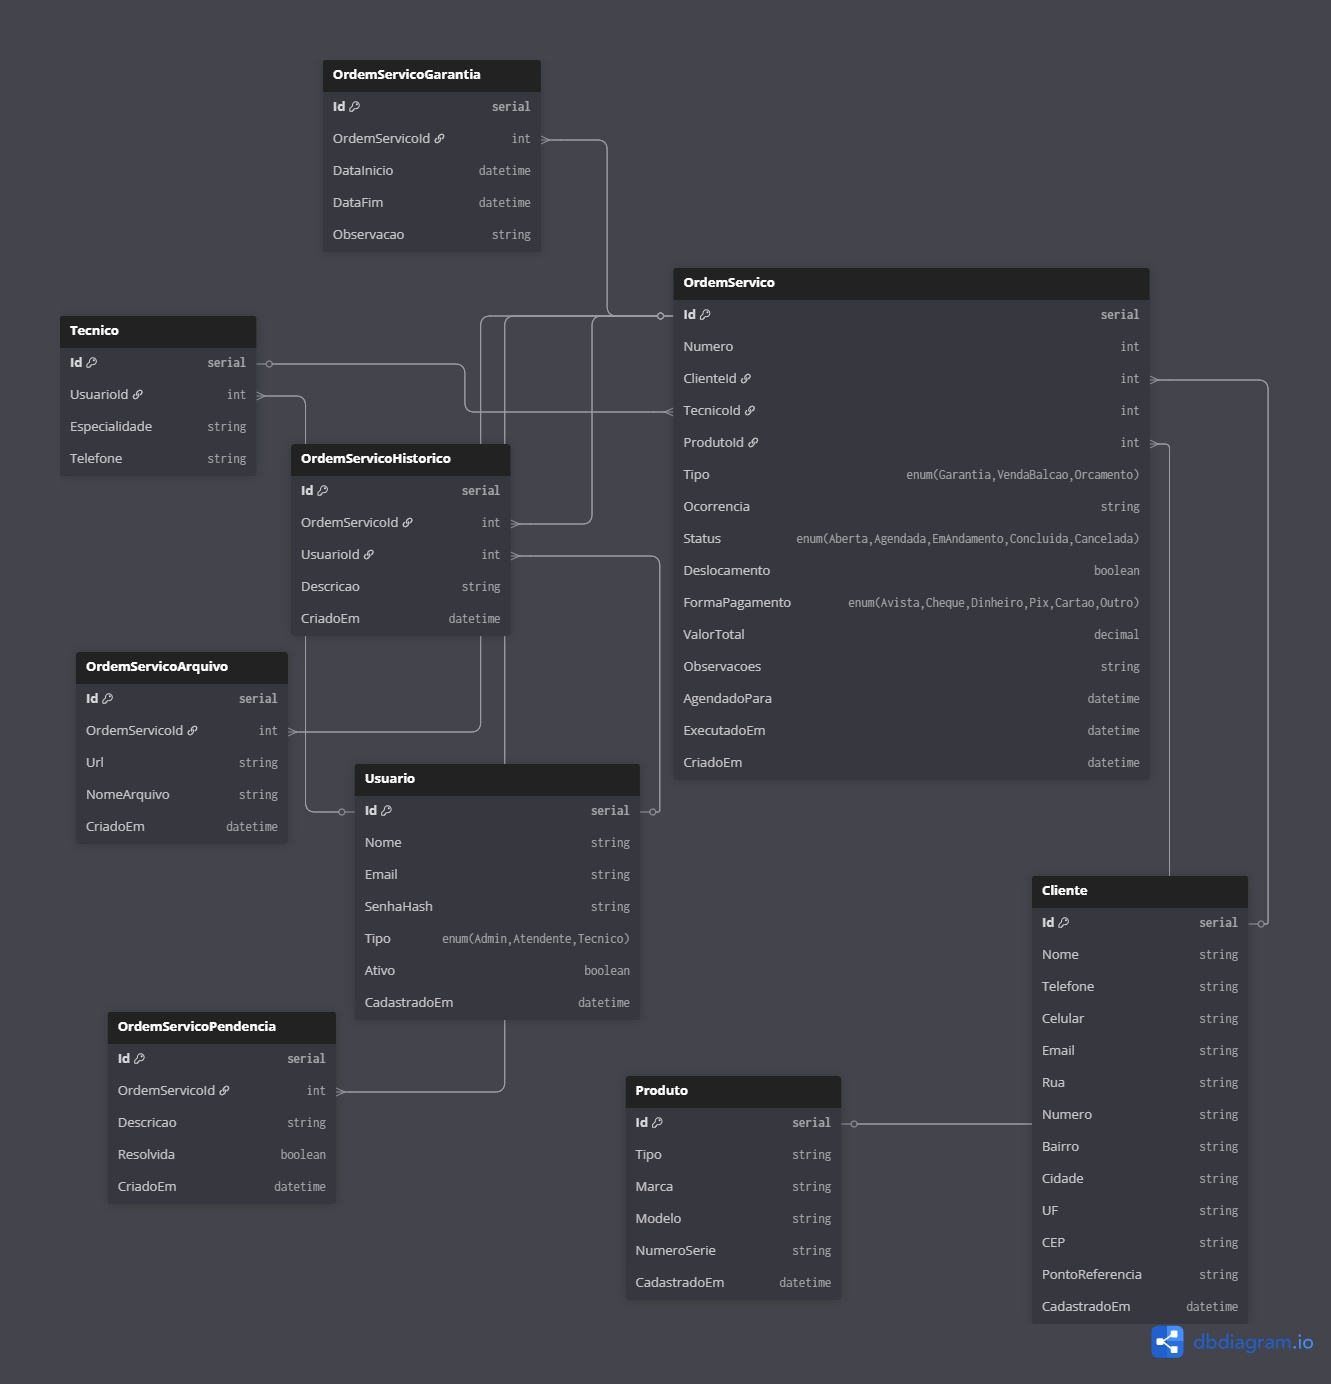 OrdemServicoGarantia
Id serial
OrdemServicoId int
DataInicio datetime
DataFim datetime
Observacao string
OrdemServico
Id serial
Numero int
ClienteId int
TecnicoId int
ProdutoId int
Tipo enum(Garantia,VendaBalcao,Orcamento)
Ocorrencia string
Status enum(Aberta,Agendada,EmAndamento,Concluida,Cancelada)
Deslocamento boolean
FormaPagamento enum(Avista,Cheque,Dinheiro,Pix,Cartao,Outro)
ValorTotal decimal
Observacoes string
AgendadoPara datetime
ExecutadoEm datetime
CriadoEm datetime
Tecnico
Id serial
UsuarioId int
Especialidade string
Telefone string
OrdemServicoHistorico
Id serial
OrdemServicoId int
UsuarioId int
Descricao string
CriadoEm datetime
OrdemServicoArquivo
Id serial
OrdemServicoId int
Url string
NomeArquivo string
CriadoEm datetime
Usuario
Id serial
Nome string
Email string
SenhaHash string
Tipo enum(Admin,Atendente,Tecnico)
Ativo boolean
CadastradoEm datetime
Cliente
Id serial
Nome string
Telefone string
Celular string
Email string
Rua string
Numero string
Bairro string
Cidade string
UF string
CEP string
PontoReferencia string
CadastradoEm datetime
OrdemServicoPendencia
Id serial
OrdemServicoId int
Descricao string
Resolvida boolean
CriadoEm datetime
Produto
Id serial
Tipo string
Marca string
Modelo string
NumeroSerie string
CadastradoEm datetime
dbdiagram.io